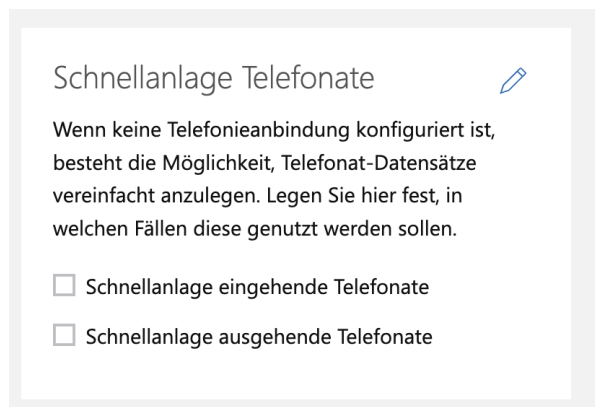 Schnellanlage Telefonate
Wenn keine Telefonieanbindung konfiguriert ist,
besteht die Möglichkeit, Telefonat-Datensätze
vereinfacht anzulegen. Legen Sie hier fest, in
welchen Fällen diese genutzt werden sollen.
Schnellanlage eingehende Telefonate
Schnellanlage ausgehende Telefonate